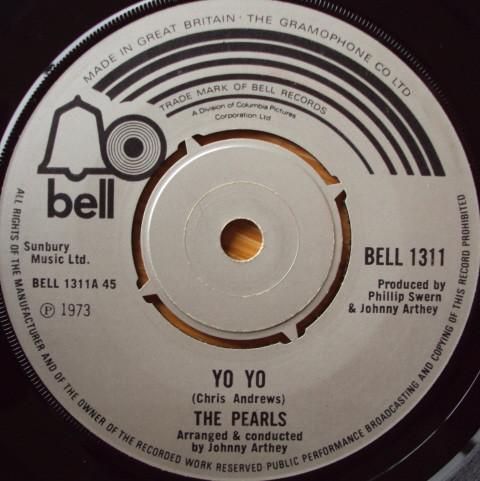 MADE IN GREAT BRITAIN · THE GRAMOPHONE CO LTD
TRADE MARK OF BELL RECORDS
A Division of Columbia Pictures
Corporation Ltd
bell
Sunbury
Music Ltd.
BELL 1311A 45
℗ 1973
BELL 1311
Produced by
Phillip Swern
& Johnny Arthey
YO YO
(Chris Andrews)
THE PEARLS
Arranged & conducted
by Johnny Arthey
ALL RIGHTS OF THE MANUFACTURER AND OF THE OWNER OF THE RECORDED WORK RESERVED PUBLIC PERFORMANCE BROADCASTING AND COPYING OF THIS RECORD PROHIBITED